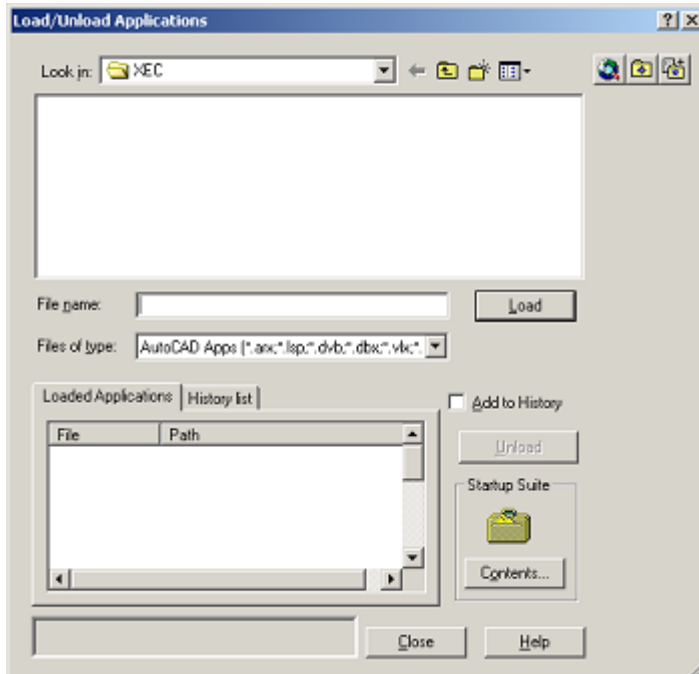 Load/Unload Applications
Look in: XEC
File name:
Load
Files of type: AutoCAD Apps (*.arx;*.lsp;*.dvb;*.dbx;*.vlx;*.
Loaded Applications History list
Add to History
File Path
Unload
Startup Suite
Contents...
Close Help